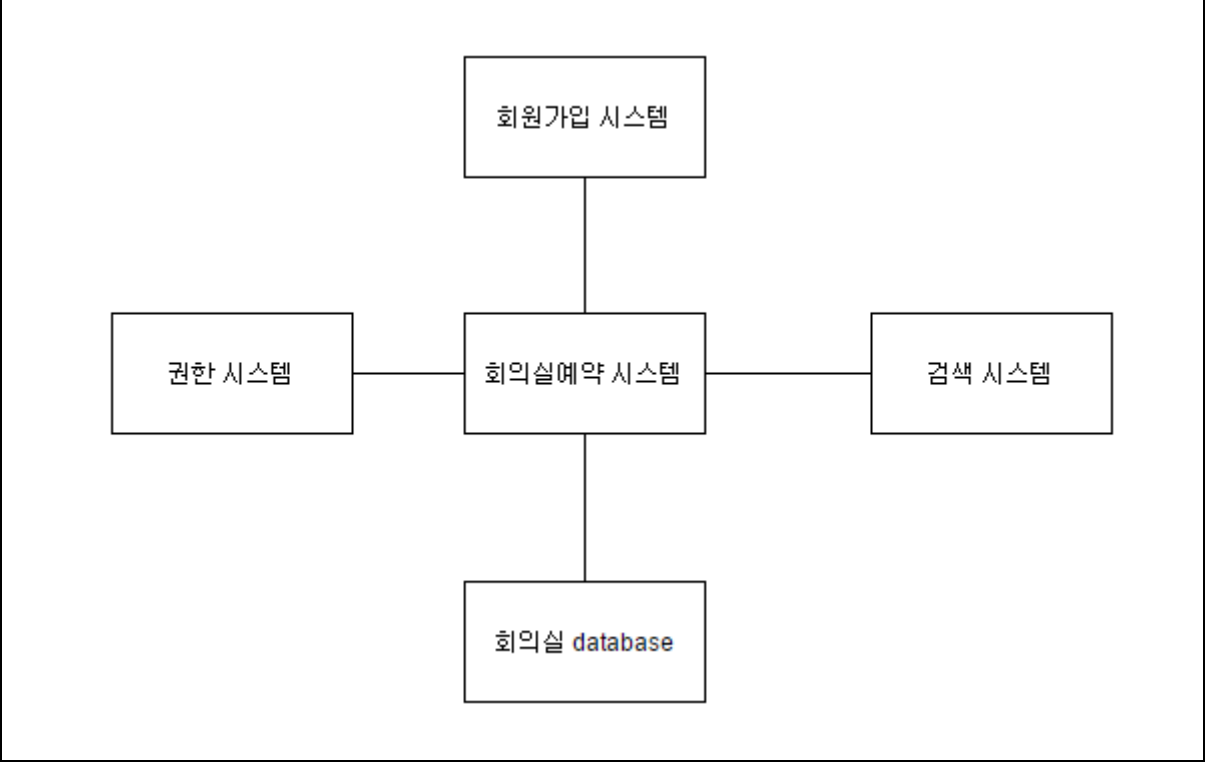 회원가입 시스템
권한 시스템
회의실예약 시스템
검색 시스템
회의실 database